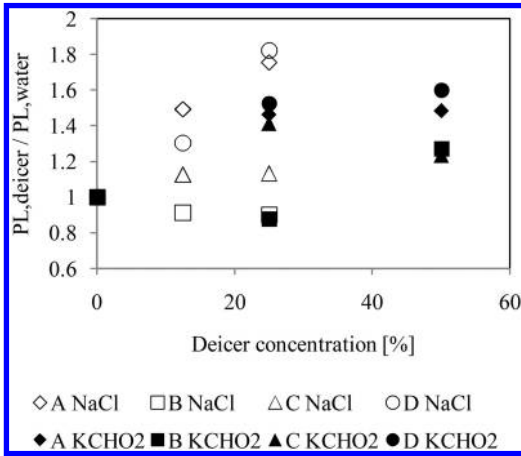 2
1.8
1.6
1.4
1.2
1
0.8
0.6
PL,deicer / PL,water
0 20 40 60
Deicer concentration [%]
A NaCl B NaCl C NaCl D NaCl
A KCHO2 B KCHO2 C KCHO2 D KCHO2